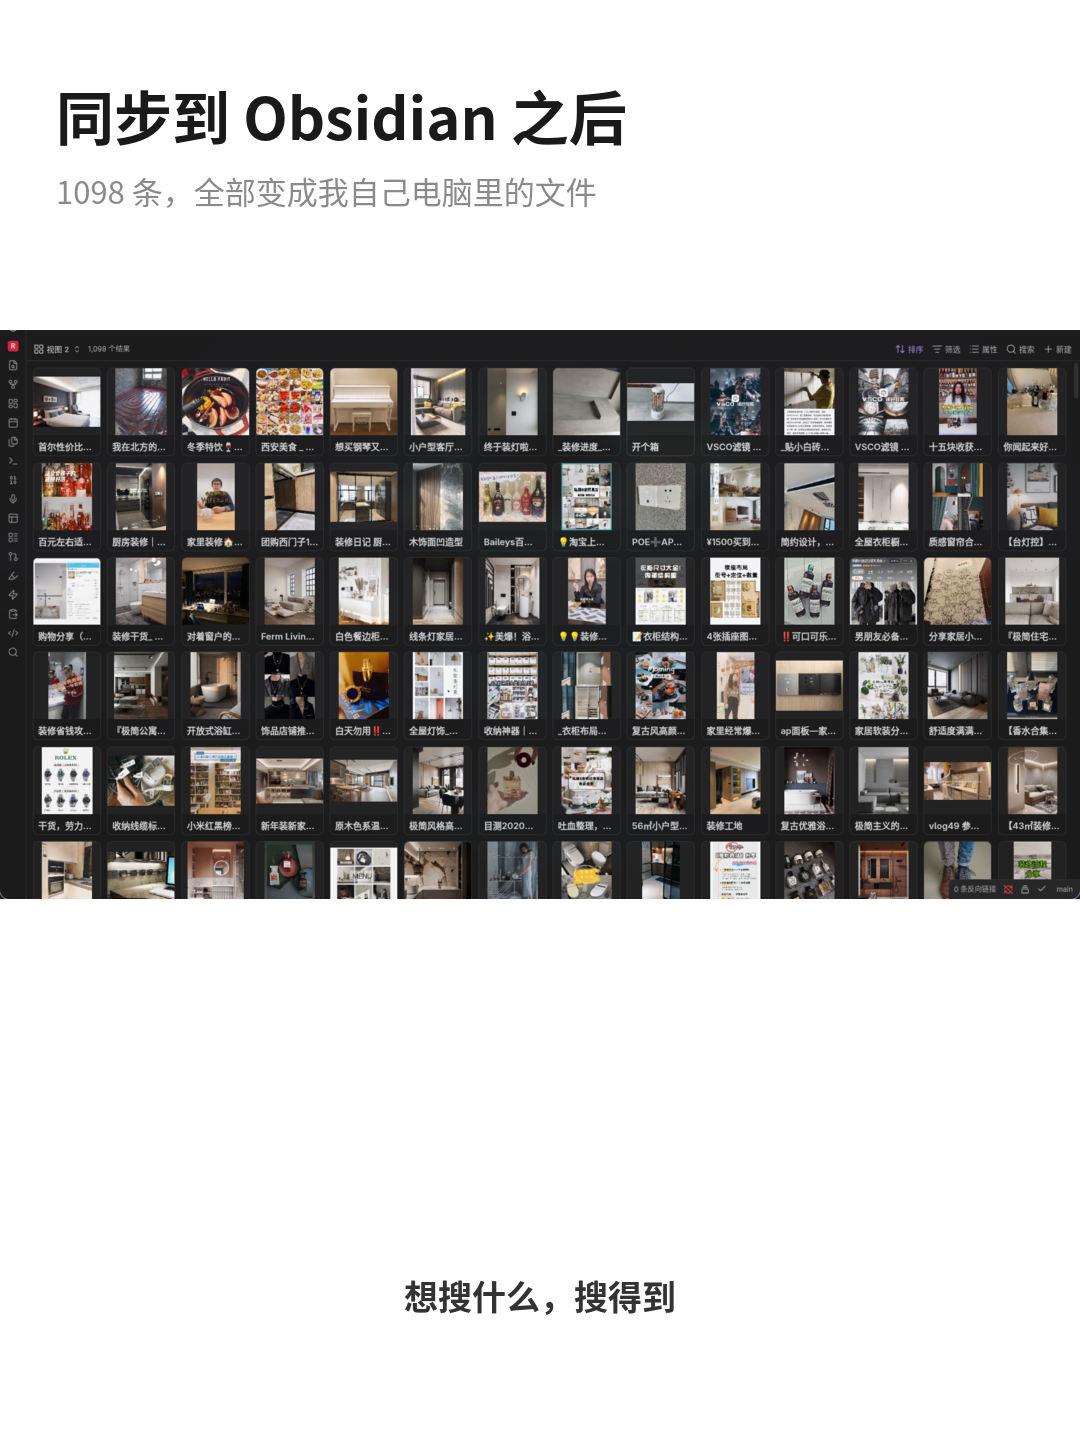 同步到 Obsidian 之后
1098 条，全部变成我自己电脑里的文件
视图 2 1,098 个结果
排序 筛选 属性 搜索 新建
首尔性价比... 我在北方的... 冬季特饮🍷... 西安美食 _ ... 想买钢琴又... 小户型客厅... 终于装灯啦... _装修进度_... 开个箱 VSCO滤镜 ... _贴小白砖... VSCO滤镜 ... 十五块收获... 你闻起来好...
百元左右适... 厨房装修｜... 家里装修🏠... 团购西门子1... 装修日记 厨... 木饰面凹造型 Baileys百... 💡淘宝上... POE➕AP... ¥1500买到... 简约设计，... 全屋衣柜橱... 质感窗帘合... 【台灯控】...
购物分享（... 装修干货_ ... 对着窗户的... Ferm Livin... 白色餐边柜... 线条灯家居... ✨美爆！浴... 💡💡装修... 📝衣柜结构... 4张插座图... ‼️可口可乐... 男朋友必备... 分享家居小... 『极简住宅...
装修省钱攻... 『极简公寓... 开放式浴缸... 饰品店铺推... 白天勿用‼️... 全屋灯饰_... 收纳神器｜... _衣柜布局... 复古风高颜... 家里经常爆... ap面板一家... 家居软装分... 舒适度满满... 【香水合集...
ROLEX
干货，劳力... 收纳线缆标... 小米红黑榜... 新年装新家... 原木色系温... 极简风格高... 目测2020... 吐血整理，... 56㎡小户型... 装修工地 复古优雅浴... 极简主义的... vlog49 参... 【43㎡装修...
MENU
0 条反向链接 main
想搜什么，搜得到